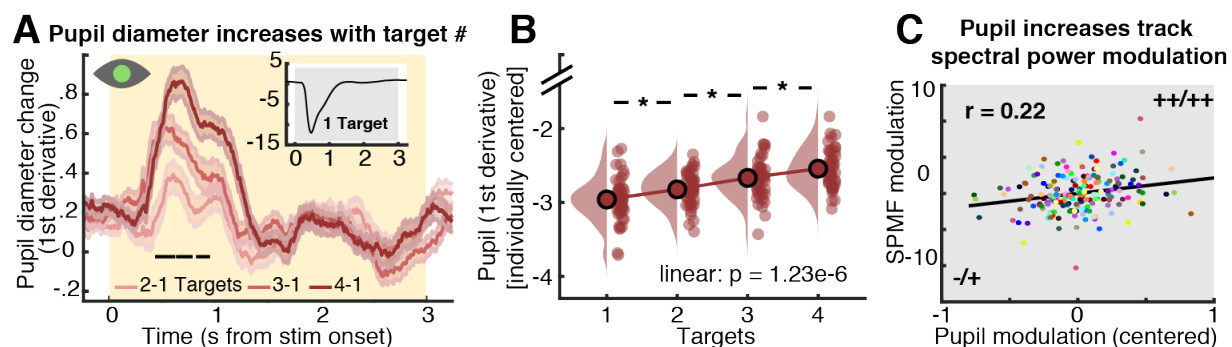 A Pupil diameter increases with target #
Pupil diameter change
(1st derivative)
.8
.6
.4
.2
-0
-.2
5
-5
-15
1 Target
0 1 2 3
2-1 Targets 3-1 4-1
0 1 2 3
Time (s from stim onset)
B
Pupil (1st derivative)
[individually centered]
-2
-3
-4
* * *
linear: p = 1.23e-6
1 2 3 4
Targets
C Pupil increases track
spectral power modulation
SPMF modulation
10
0
S-10
r = 0.22
++/++
-/+
-1 0 1
Pupil modulation (centered)